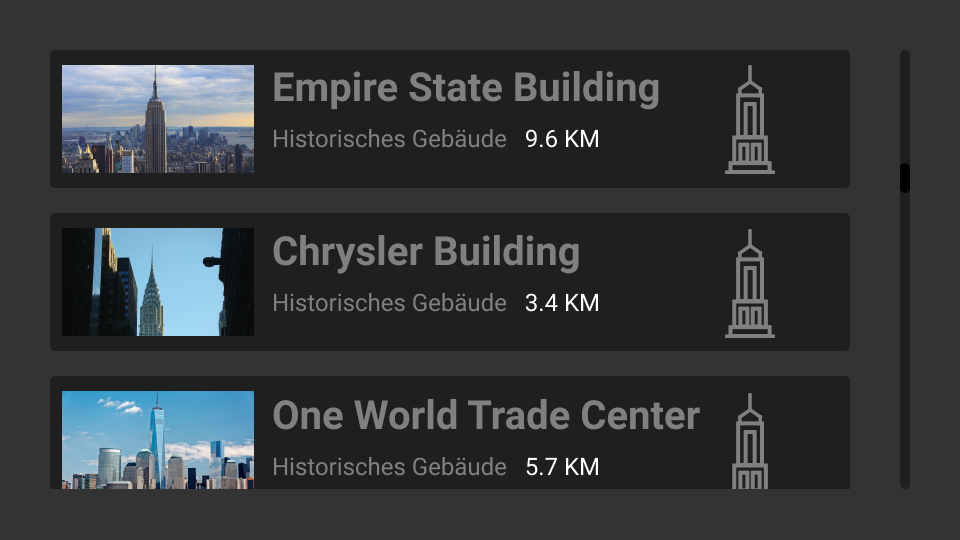 Empire State Building
Historisches Gebäude 9.6 KM
Chrysler Building
Historisches Gebäude 3.4 KM
One World Trade Center
Historisches Gebäude 5.7 KM